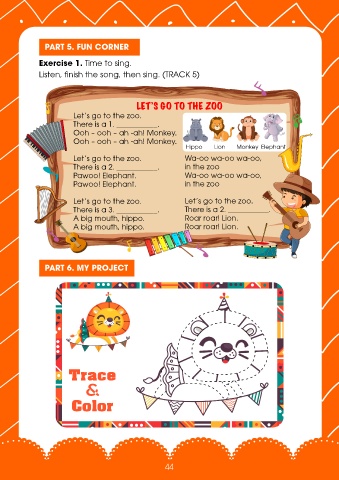 PART 5. FUN CORNER
Exercise 1. Time to sing.
Listen, finish the song, then sing. (TRACK 5)
LET'S GO TO THE ZOO
Let's go to the zoo.
There is a 1. __________.
Ooh - ooh - ah -ah! Monkey.
Ooh - ooh - ah -ah! Monkey.
Hippo Lion Monkey Elephant
Let's go to the zoo.
There is a 2. __________.
Pawoo! Elephant.
Pawoo! Elephant.
Wa-oo wa-oo wa-oo,
in the zoo
Wa-oo wa-oo wa-oo,
in the zoo
Let's go to the zoo.
There is a 3. __________.
A big mouth, hippo.
A big mouth, hippo.
Let's go to the zoo.
There is a 2. __________
Roar roar! Lion.
Roar roar! Lion.
PART 6. MY PROJECT
Trace
&
Color
44